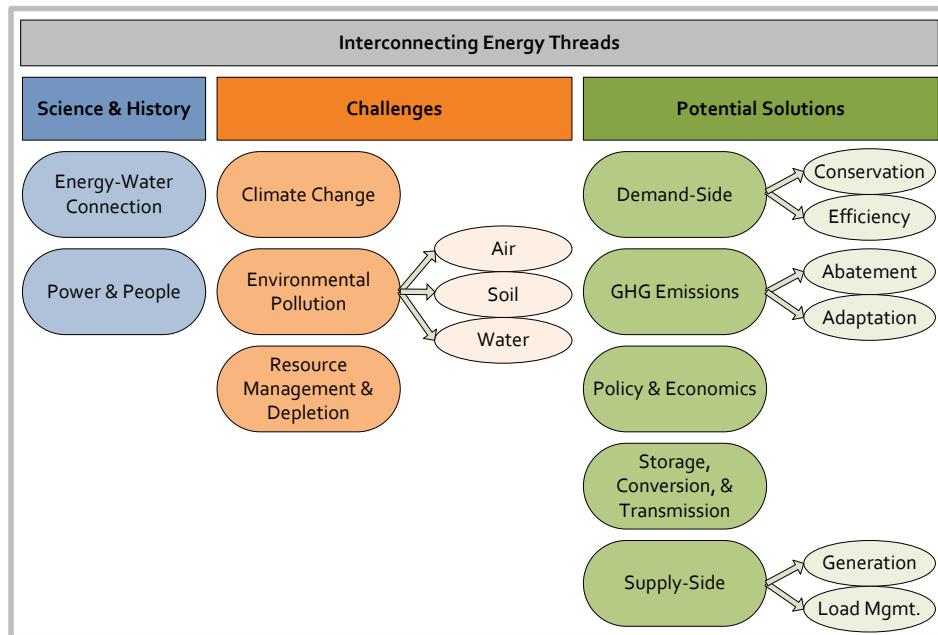 Interconnecting Energy Threads
Science & History
Challenges
Potential Solutions
Energy-Water
Connection
Power & People
Climate Change
Environmental
Pollution
Air
Soil
Water
Resource
Management &
Depletion
Demand-Side
Conservation
Efficiency
GHG Emissions
Abatement
Adaptation
Policy & Economics
Storage,
Conversion, &
Transmission
Supply-Side
Generation
Load Mgmt.